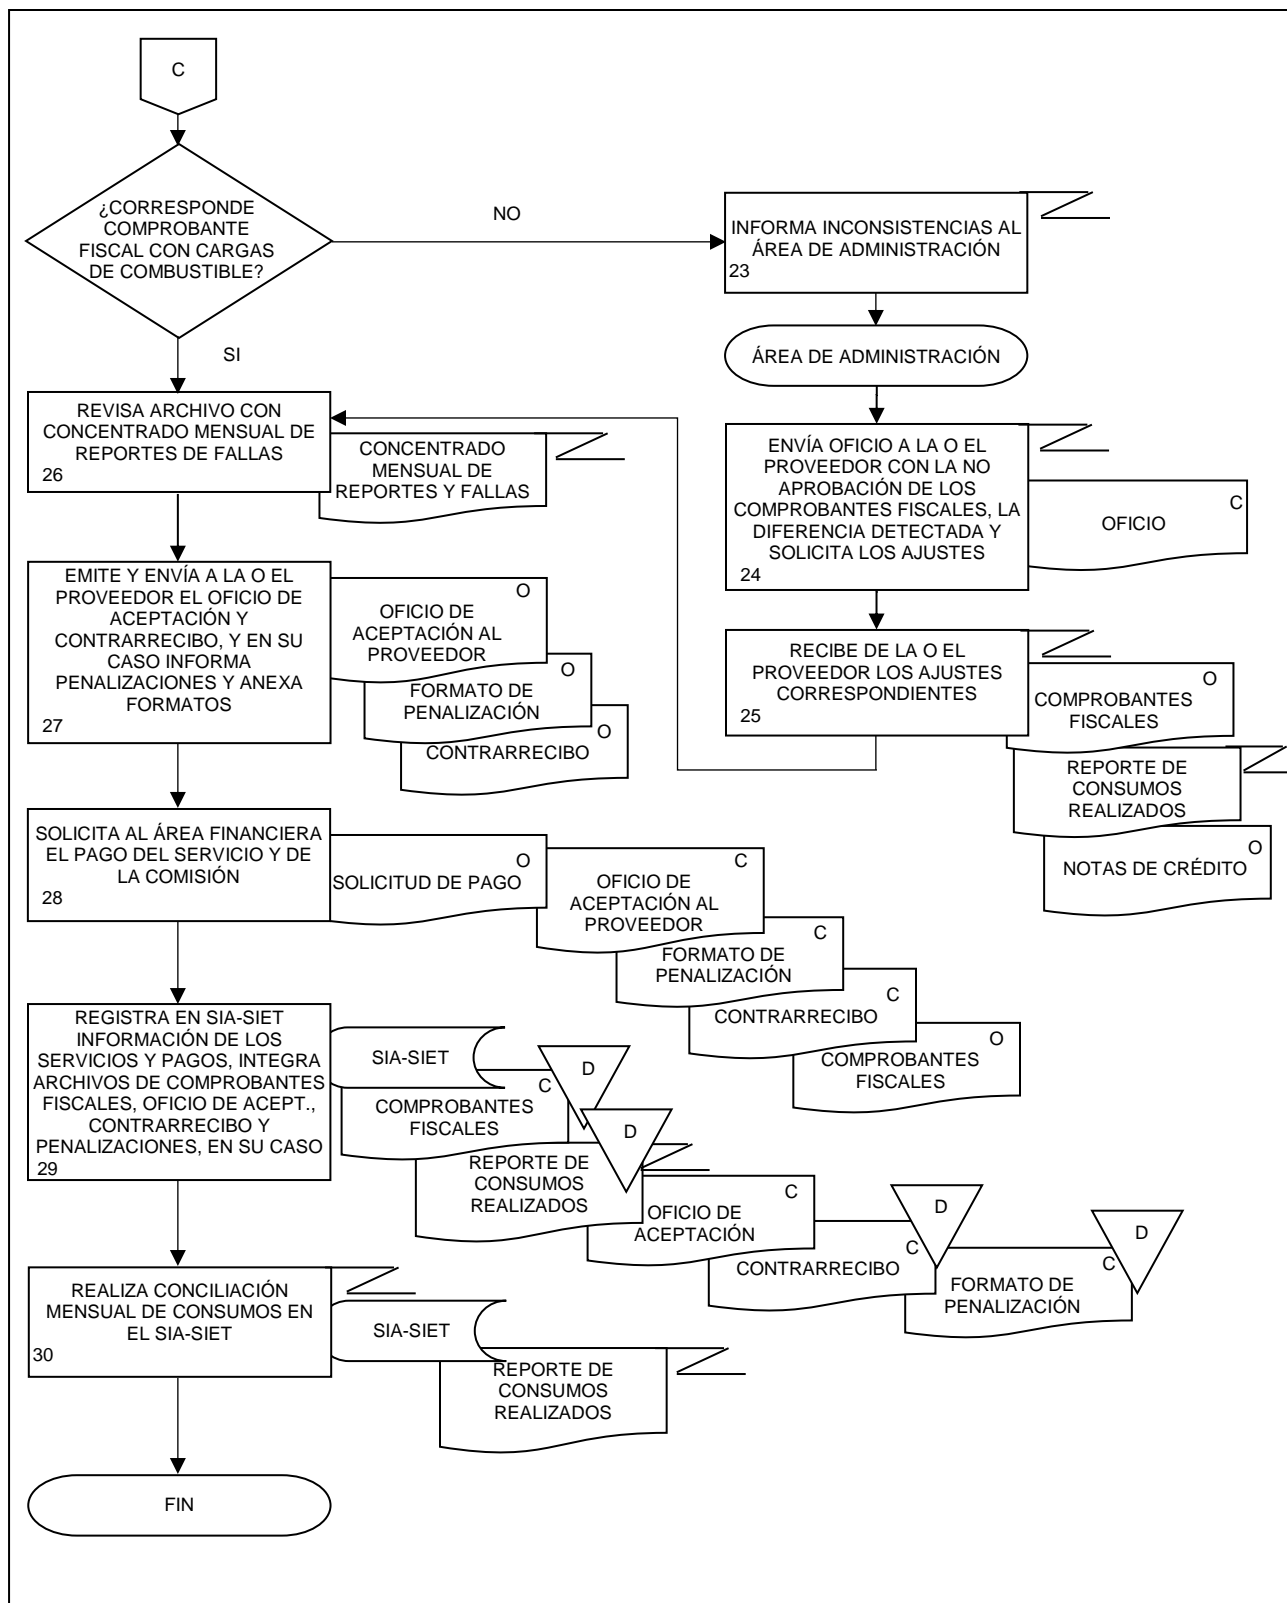 C
¿CORRESPONDE
COMPROBANTE
FISCAL CON CARGAS
DE COMBUSTIBLE?
NO
SI
INFORMA INCONSISTENCIAS AL
ÁREA DE ADMINISTRACIÓN
23
ÁREA DE ADMINISTRACIÓN
ENVÍA OFICIO A LA O EL
PROVEEDOR CON LA NO
APROBACIÓN DE LOS
COMPROBANTES FISCALES, LA
DIFERENCIA DETECTADA Y
SOLICITA LOS AJUSTES
24
C
OFICIO
RECIBE DE LA O EL
PROVEEDOR LOS AJUSTES
CORRESPONDIENTES
25
O
COMPROBANTES
FISCALES
REPORTE DE
CONSUMOS
REALIZADOS
O
NOTAS DE CRÉDITO
REVISA ARCHIVO CON
CONCENTRADO MENSUAL DE
REPORTES DE FALLAS
26
CONCENTRADO
MENSUAL DE
REPORTES Y FALLAS
EMITE Y ENVÍA A LA O EL
PROVEEDOR EL OFICIO DE
ACEPTACIÓN Y
CONTRARRECIBO, Y EN SU
CASO INFORMA
PENALIZACIONES Y ANEXA
FORMATOS
27
O
OFICIO DE
ACEPTACIÓN AL
PROVEEDOR
O
FORMATO DE
PENALIZACIÓN
O
CONTRARRECIBO
SOLICITA AL ÁREA FINANCIERA
EL PAGO DEL SERVICIO Y DE
LA COMISIÓN
28
O
SOLICITUD DE PAGO
C
OFICIO DE
ACEPTACIÓN AL
PROVEEDOR
C
FORMATO DE
PENALIZACIÓN
C
CONTRARRECIBO
O
COMPROBANTES
FISCALES
REGISTRA EN SIA-SIET
INFORMACIÓN DE LOS
SERVICIOS Y PAGOS, INTEGRA
ARCHIVOS DE COMPROBANTES
FISCALES, OFICIO DE ACEPT.,
CONTRARRECIBO Y
PENALIZACIONES, EN SU CASO
29
SIA-SIET
D
C
COMPROBANTES
FISCALES
D
REPORTE DE
CONSUMOS
REALIZADOS
C
OFICIO DE
ACEPTACIÓN
D
C
CONTRARRECIBO
D
C
FORMATO DE
PENALIZACIÓN
REALIZA CONCILIACIÓN
MENSUAL DE CONSUMOS EN
EL SIA-SIET
30
SIA-SIET
REPORTE DE
CONSUMOS
REALIZADOS
FIN